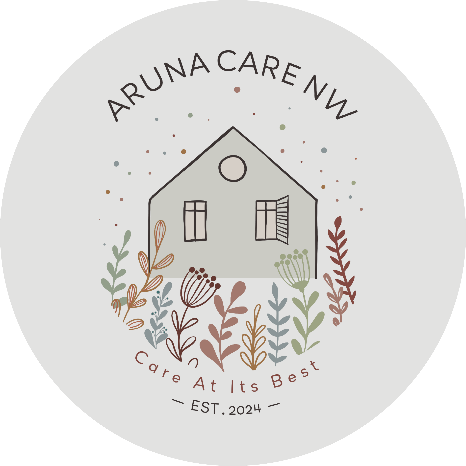 ARUNA CARE NW
Care At Its Best
— EST. 2024 —